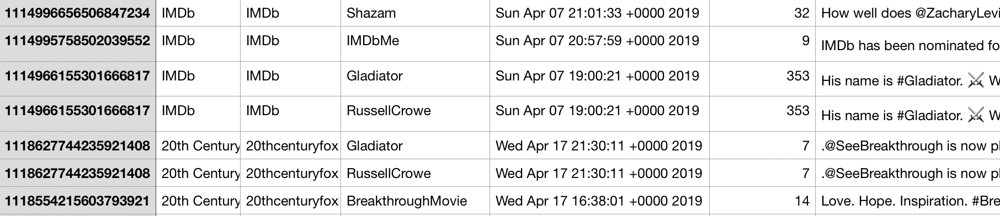 1114996656506847234 IMDb IMDb Shazam Sun Apr 07 21:01:33 +0000 2019 32 How well does @ZacharyLevi
1114995758502039552 IMDb IMDb IMDbMe Sun Apr 07 20:57:59 +0000 2019 9 IMDb has been nominated fo
1114966155301666817 IMDb IMDb Gladiator Sun Apr 07 19:00:21 +0000 2019 353 His name is #Gladiator. ⚔️ W
1114966155301666817 IMDb IMDb RussellCrowe Sun Apr 07 19:00:21 +0000 2019 353 His name is #Gladiator. ⚔️ W
1118627744235921408 20th Century 20thcenturyfox Gladiator Wed Apr 17 21:30:11 +0000 2019 7 .@SeeBreakthrough is now pl
1118627744235921408 20th Century 20thcenturyfox RussellCrowe Wed Apr 17 21:30:11 +0000 2019 7 .@SeeBreakthrough is now pl
1118554215603793921 20th Century 20thcenturyfox BreakthroughMovie Wed Apr 17 16:38:01 +0000 2019 14 Love. Hope. Inspiration. #Bre